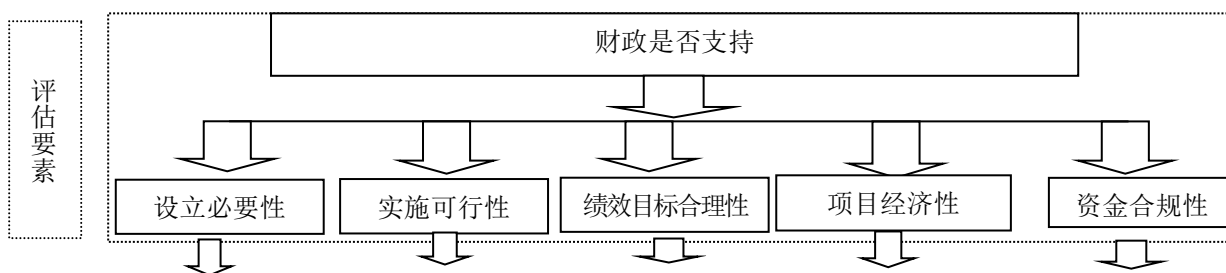 财政是否支持
评估要素
设立必要性
实施可行性
绩效目标合理性
项目经济性
资金合规性